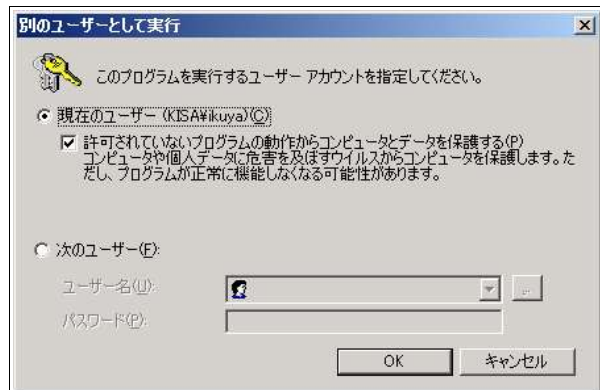 別のユーザーとして実行
このプログラムを実行するユーザー アカウントを指定してください。
現在のユーザー (KISA¥ikuya)(C)
許可されていないプログラムの動作からコンピュータとデータを保護する(P)
コンピュータや個人データに危害を及ぼすウイルスからコンピュータを保護します。た
だし、プログラムが正常に機能しなくなる可能性があります。
次のユーザー(F):
ユーザー名(U):
...
パスワード(P):
OK
キャンセル